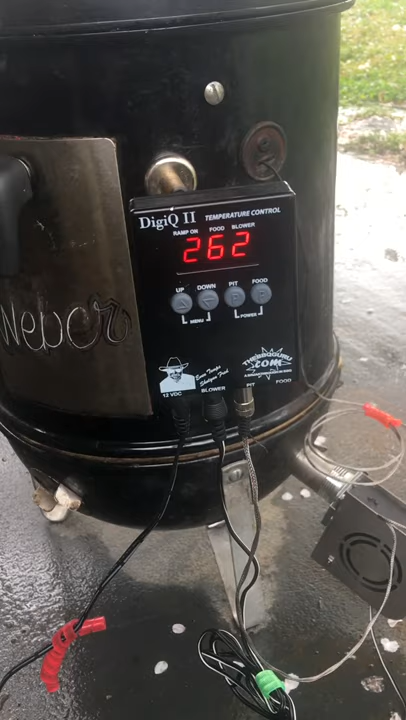 DigiQ II TEMPERATURE CONTROL
RAMP ON FOOD BLOWER
262
UP DOWN PIT FOOD
MENU POWER
THEBBQGURU
.COM
12 VDC BLOWER PIT FOOD
Weber